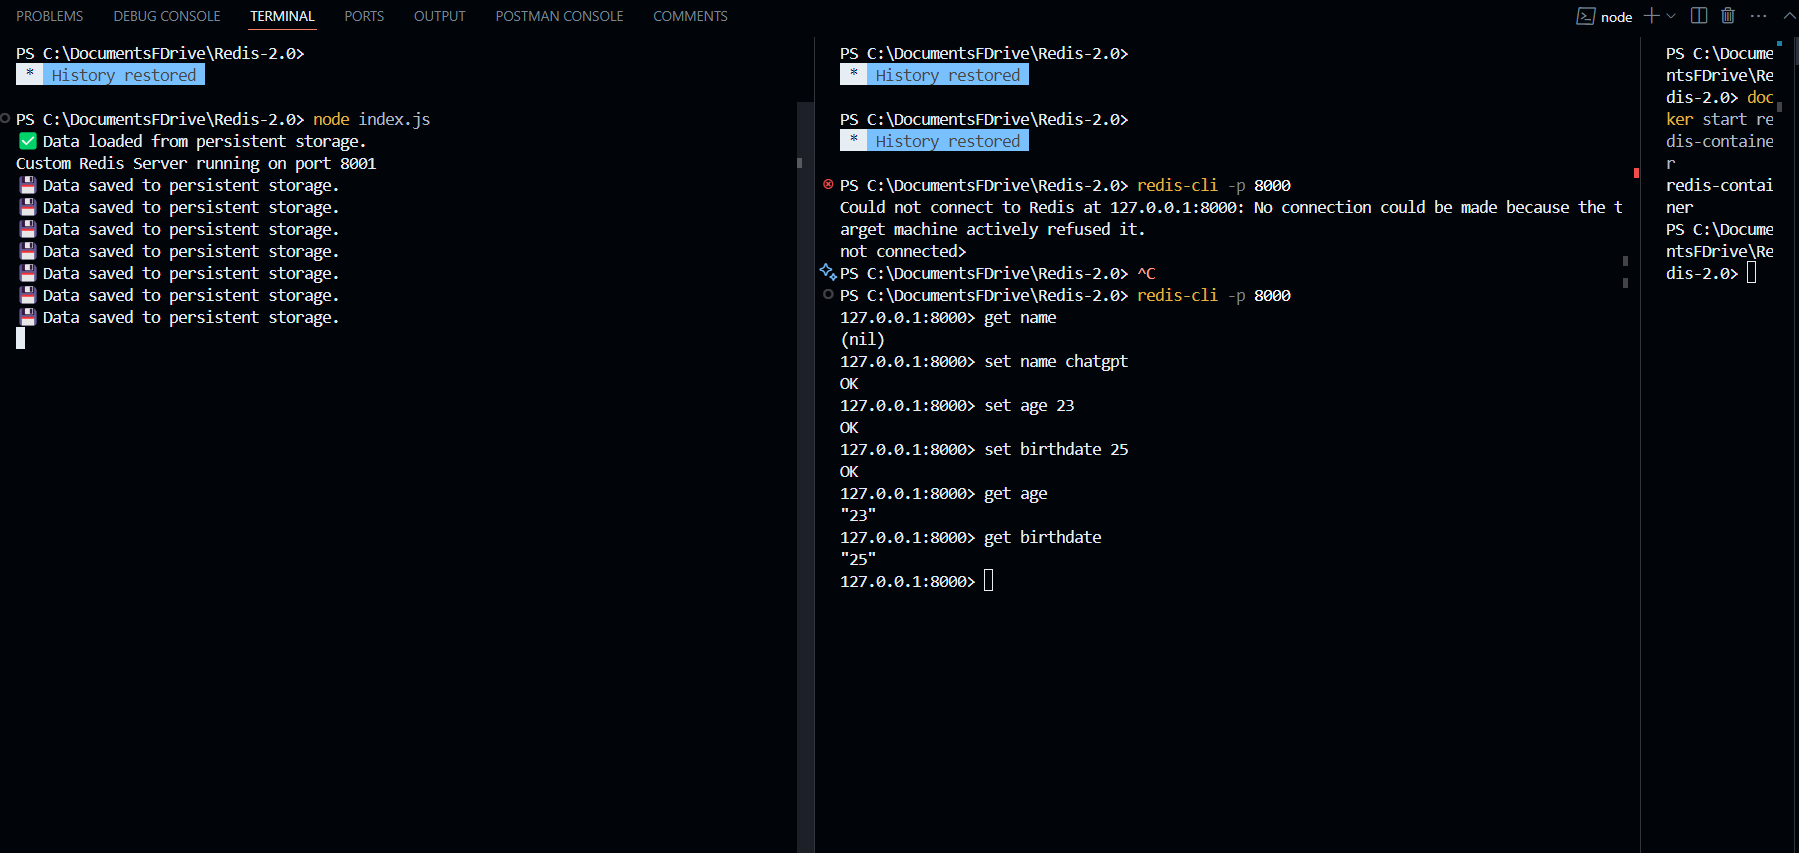 PROBLEMS DEBUG CONSOLE TERMINAL PORTS OUTPUT POSTMAN CONSOLE COMMENTS node
PS C:\DocumentsFDrive\Redis-2.0>
* History restored
PS C:\DocumentsFDrive\Redis-2.0> node index.js
✅ Data loaded from persistent storage.
Custom Redis Server running on port 8001
💾 Data saved to persistent storage.
💾 Data saved to persistent storage.
💾 Data saved to persistent storage.
💾 Data saved to persistent storage.
💾 Data saved to persistent storage.
💾 Data saved to persistent storage.
💾 Data saved to persistent storage.
PS C:\DocumentsFDrive\Redis-2.0>
* History restored
PS C:\DocumentsFDrive\Redis-2.0>
* History restored
PS C:\DocumentsFDrive\Redis-2.0> redis-cli -p 8000
Could not connect to Redis at 127.0.0.1:8000: No connection could be made because the t
arget machine actively refused it.
not connected>
PS C:\DocumentsFDrive\Redis-2.0> ^C
PS C:\DocumentsFDrive\Redis-2.0> redis-cli -p 8000
127.0.0.1:8000> get name
(nil)
127.0.0.1:8000> set name chatgpt
OK
127.0.0.1:8000> set age 23
OK
127.0.0.1:8000> set birthdate 25
OK
127.0.0.1:8000> get age
"23"
127.0.0.1:8000> get birthdate
"25"
127.0.0.1:8000>
PS C:\Docume
ntsFDrive\Re
dis-2.0> doc
ker start re
dis-containe
r
redis-contai
ner
PS C:\Docume
ntsFDrive\Re
dis-2.0>